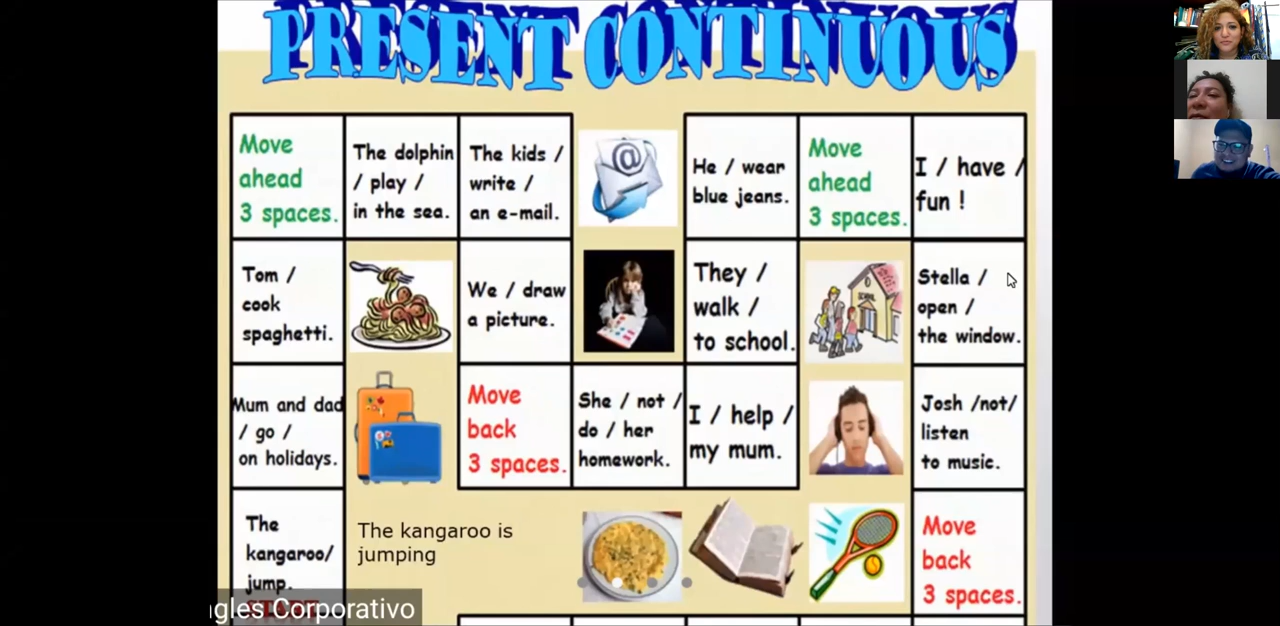 PRESENT CONTINUOUS
Move
ahead
3 spaces.
The dolphin
/ play /
in the sea.
The kids /
write /
an e-mail.
He / wear
blue jeans.
Move
ahead
3 spaces.
I / have /
fun !
Tom /
cook
spaghetti.
We / draw
a picture.
They /
walk /
to school.
Stella /
open /
the window.
Mum and dad
/ go /
on holidays.
Move
back
3 spaces.
She / not /
do / her
homework.
I / help /
my mum.
Josh /not/
listen
to music.
The
kangaroo/
jump.
The kangaroo is
jumping
Move
back
3 spaces.
gles Corporativo